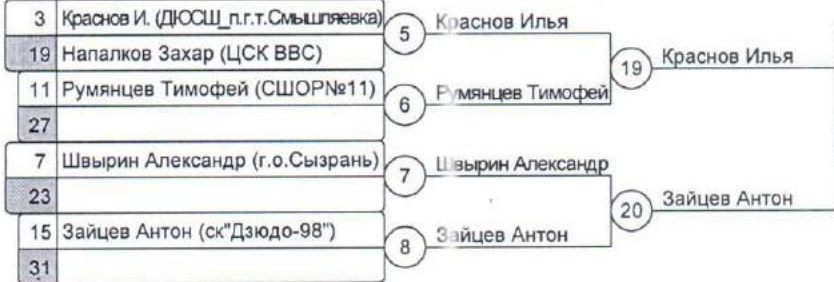 3 Краснов И. (ДЮСШ_п.г.т.Смышляевка)
19 Напалков Захар (ЦСК ВВС)
5 Краснов Илья
11 Румянцев Тимофей (СШОР№11)
27
6 Румянцев Тимофей
19 Краснов Илья
7 Швырин Александр (г.о.Сызрань)
23
7 Швырин Александр
15 Зайцев Антон (ск"Дзюдо-98")
31
8 Зайцев Антон
20 Зайцев Антон